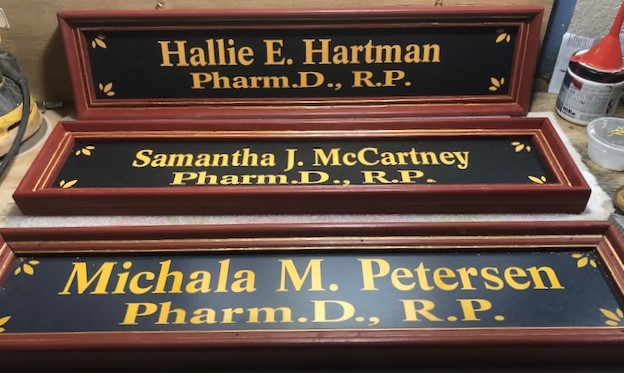 Hallie E. Hartman
Pharm.D., R.P.
Samantha J. McCartney
Pharm.D., R.P.
Michala M. Petersen
Pharm.D., R.P.